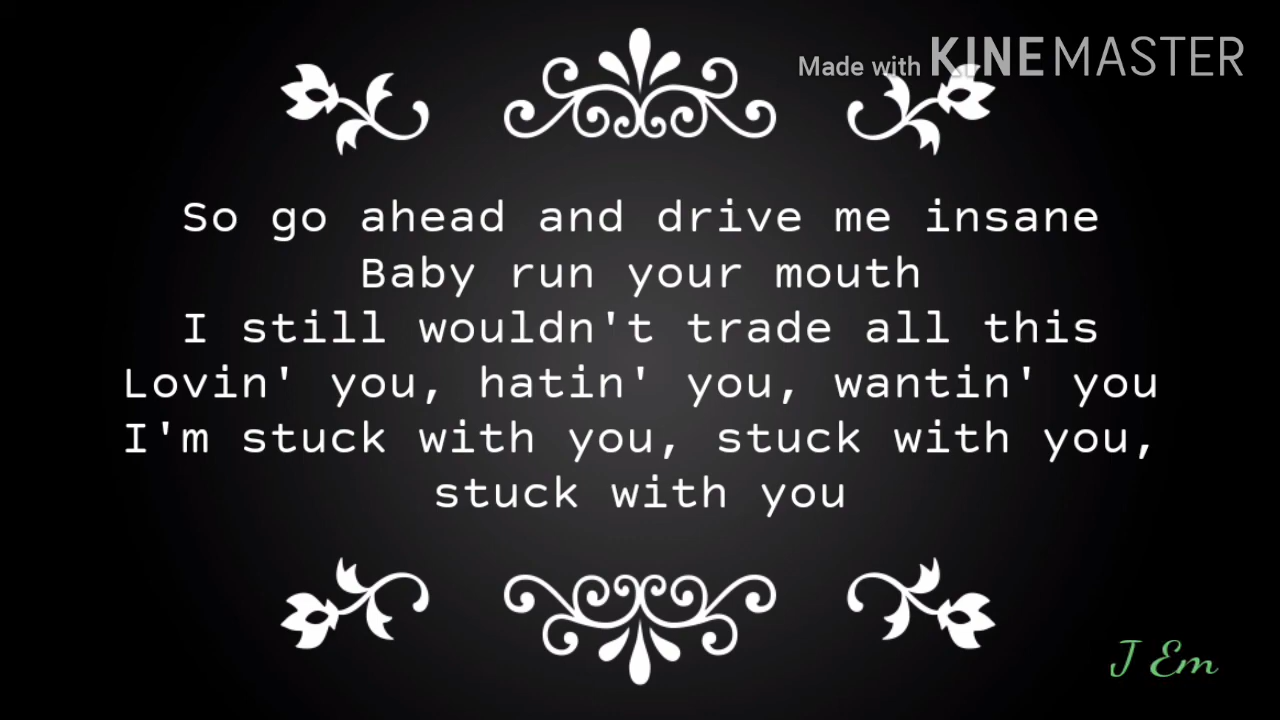 Made with KINEMASTER
So go ahead and drive me insane
Baby run your mouth
I still wouldn't trade all this
Lovin' you, hatin' you, wantin' you
I'm stuck with you, stuck with you,
stuck with you
J Em